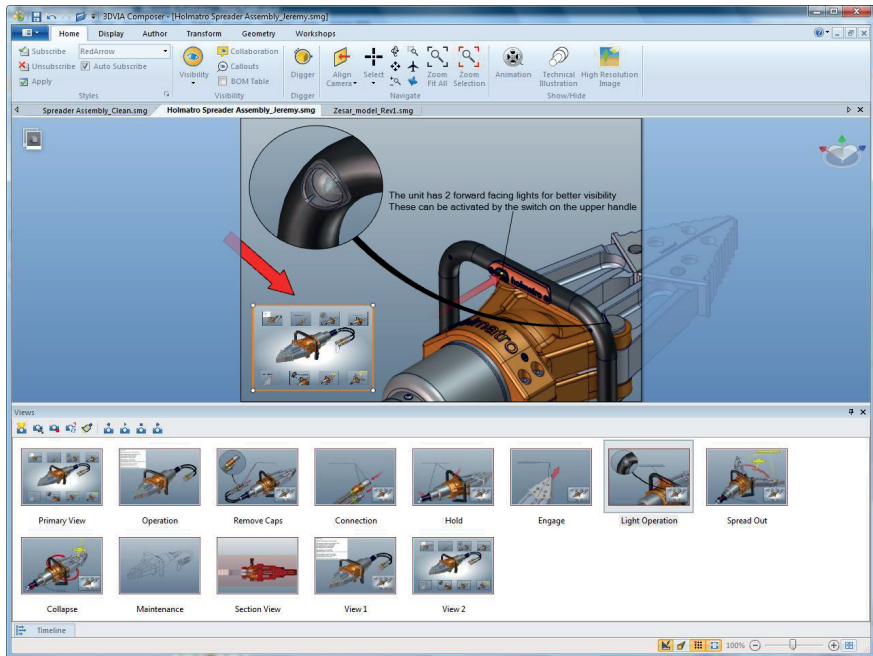 3DVIA Composer - [Holmatro Spreader Assembly_Jeremy.smg]
Home Display Author Transform Geometry Workshops
Subscribe RedArrow
Unsubscribe Auto Subscribe
Apply
Styles
Visibility
Collaboration
Callouts
BOM Table
Visibility
Digger
Digger
Align Camera
Select
Zoom Fit All
Zoom Selection
Navigate
Animation
Technical Illustration
High Resolution Image
Show/Hide
Spreader Assembly_Clean.smg Holmatro Spreader Assembly_Jeremy.smg Zesar_model_Rev1.smg
The unit has 2 forward facing lights for better visibility
These can be activated by the switch on the upper handle
holmatro
Views
Primary View Operation Remove Caps Connection Hold Engage Light Operation Spread Out
Collapse Maintenance Section View View 1 View 2
Timeline
100%